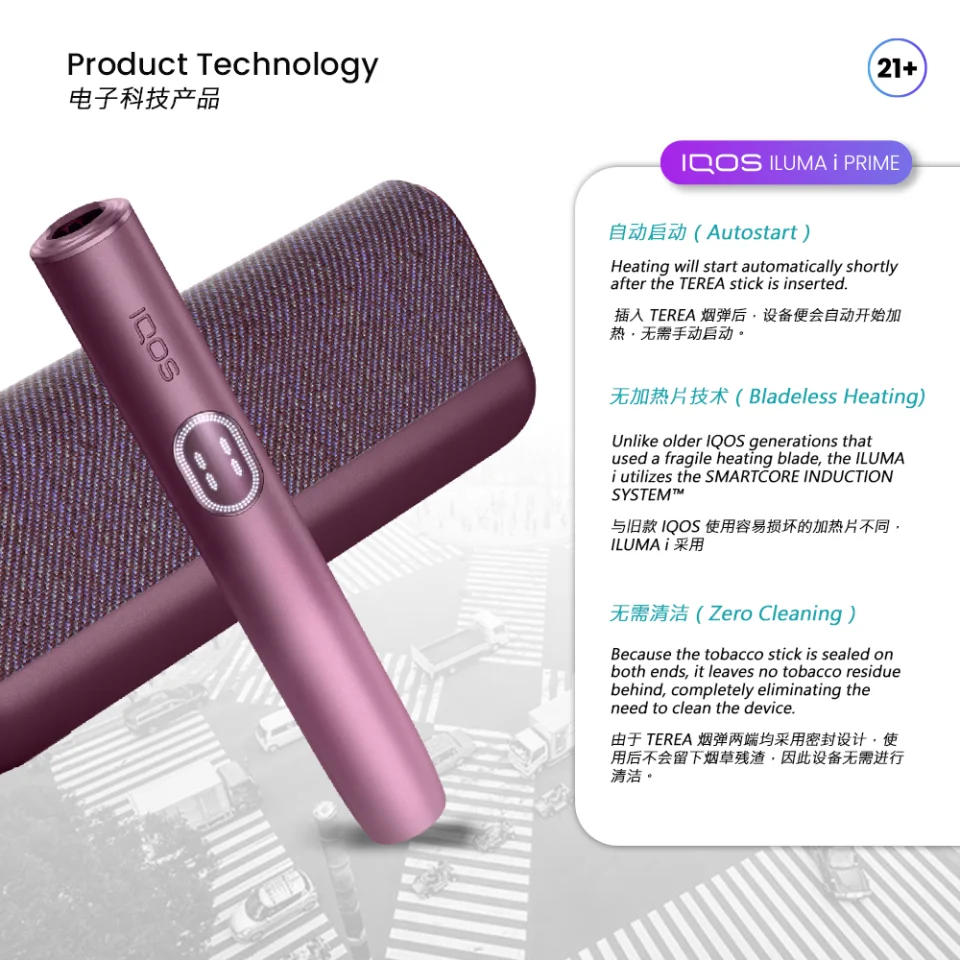 Product Technology
电子科技产品
21+
IQOS ILUMA i PRIME
IQOS
自动启动 ( Autostart )
Heating will start automatically shortly
after the TEREA stick is inserted.
插入 TEREA 烟弹后，设备便会自动开始加
热，无需手动启动。
无加热片技术 ( Bladeless Heating)
Unlike older IQOS generations that
used a fragile heating blade, the ILUMA
i utilizes the SMARTCORE INDUCTION
SYSTEM™
与旧款 IQOS 使用容易损坏的加热片不同，
ILUMA i 采用
无需清洁 ( Zero Cleaning )
Because the tobacco stick is sealed on
both ends, it leaves no tobacco residue
behind, completely eliminating the
need to clean the device.
由于 TEREA 烟弹两端均采用密封设计，使
用后不会留下烟草残渣，因此设备无需进行
清洁。